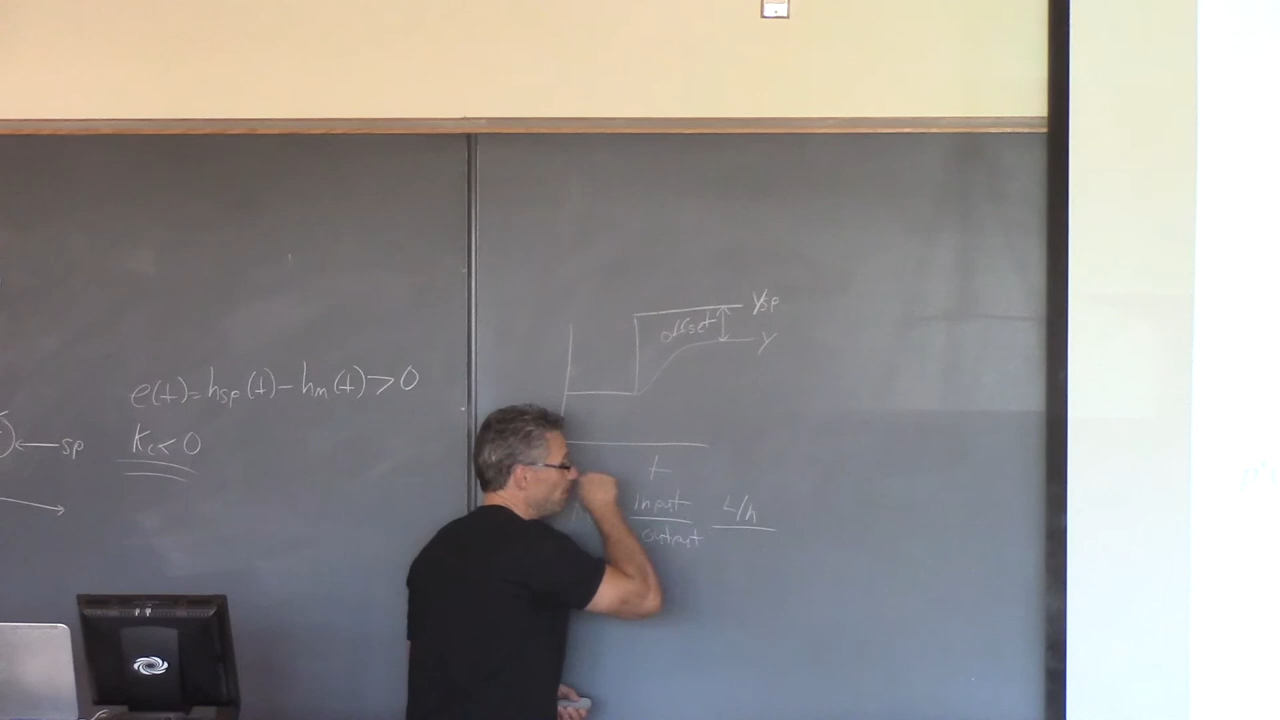 e(t)=hsp(t)-hm(t)>0
sp
Kc<0
Ysp
offset
Y
t
input
output
L/h